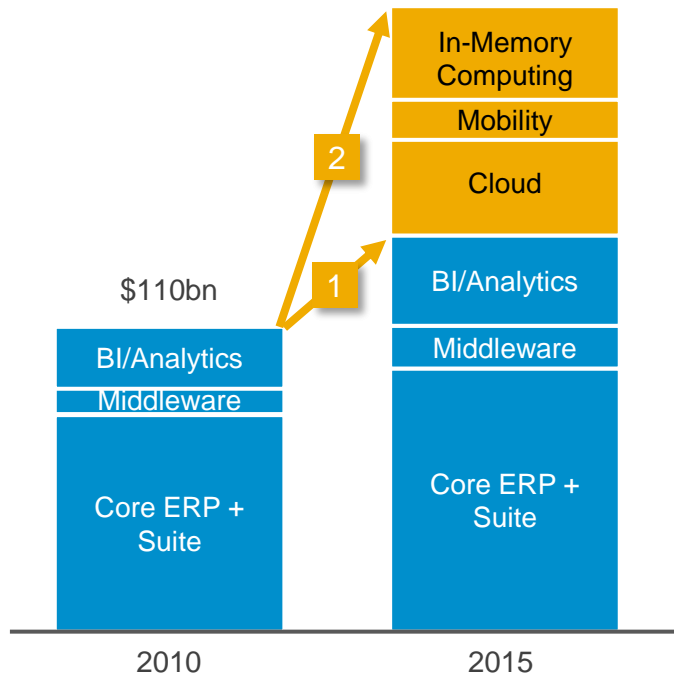 In-Memory
Computing
Mobility
Cloud
2
1
$110bn
BI/Analytics
Middleware
Core ERP +
Suite
BI/Analytics
Middleware
Core ERP +
Suite
2010
2015